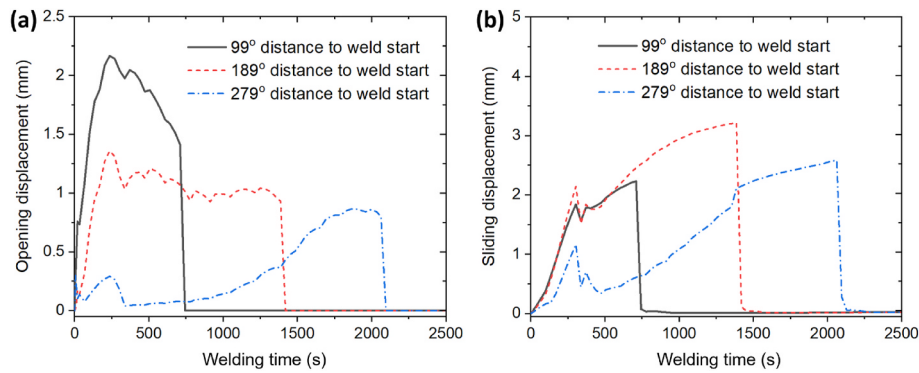 (a)
2.5
2.0
1.5
1.0
0.5
0
Opening displacement (mm)
99° distance to weld start
189° distance to weld start
279° distance to weld start
0 500 1000 1500 2000 2500
Welding time (s)
(b)
5
4
3
2
1
0
Sliding displacement (mm)
99° distance to weld start
189° distance to weld start
279° distance to weld start
0 500 1000 1500 2000 2500
Welding time (s)